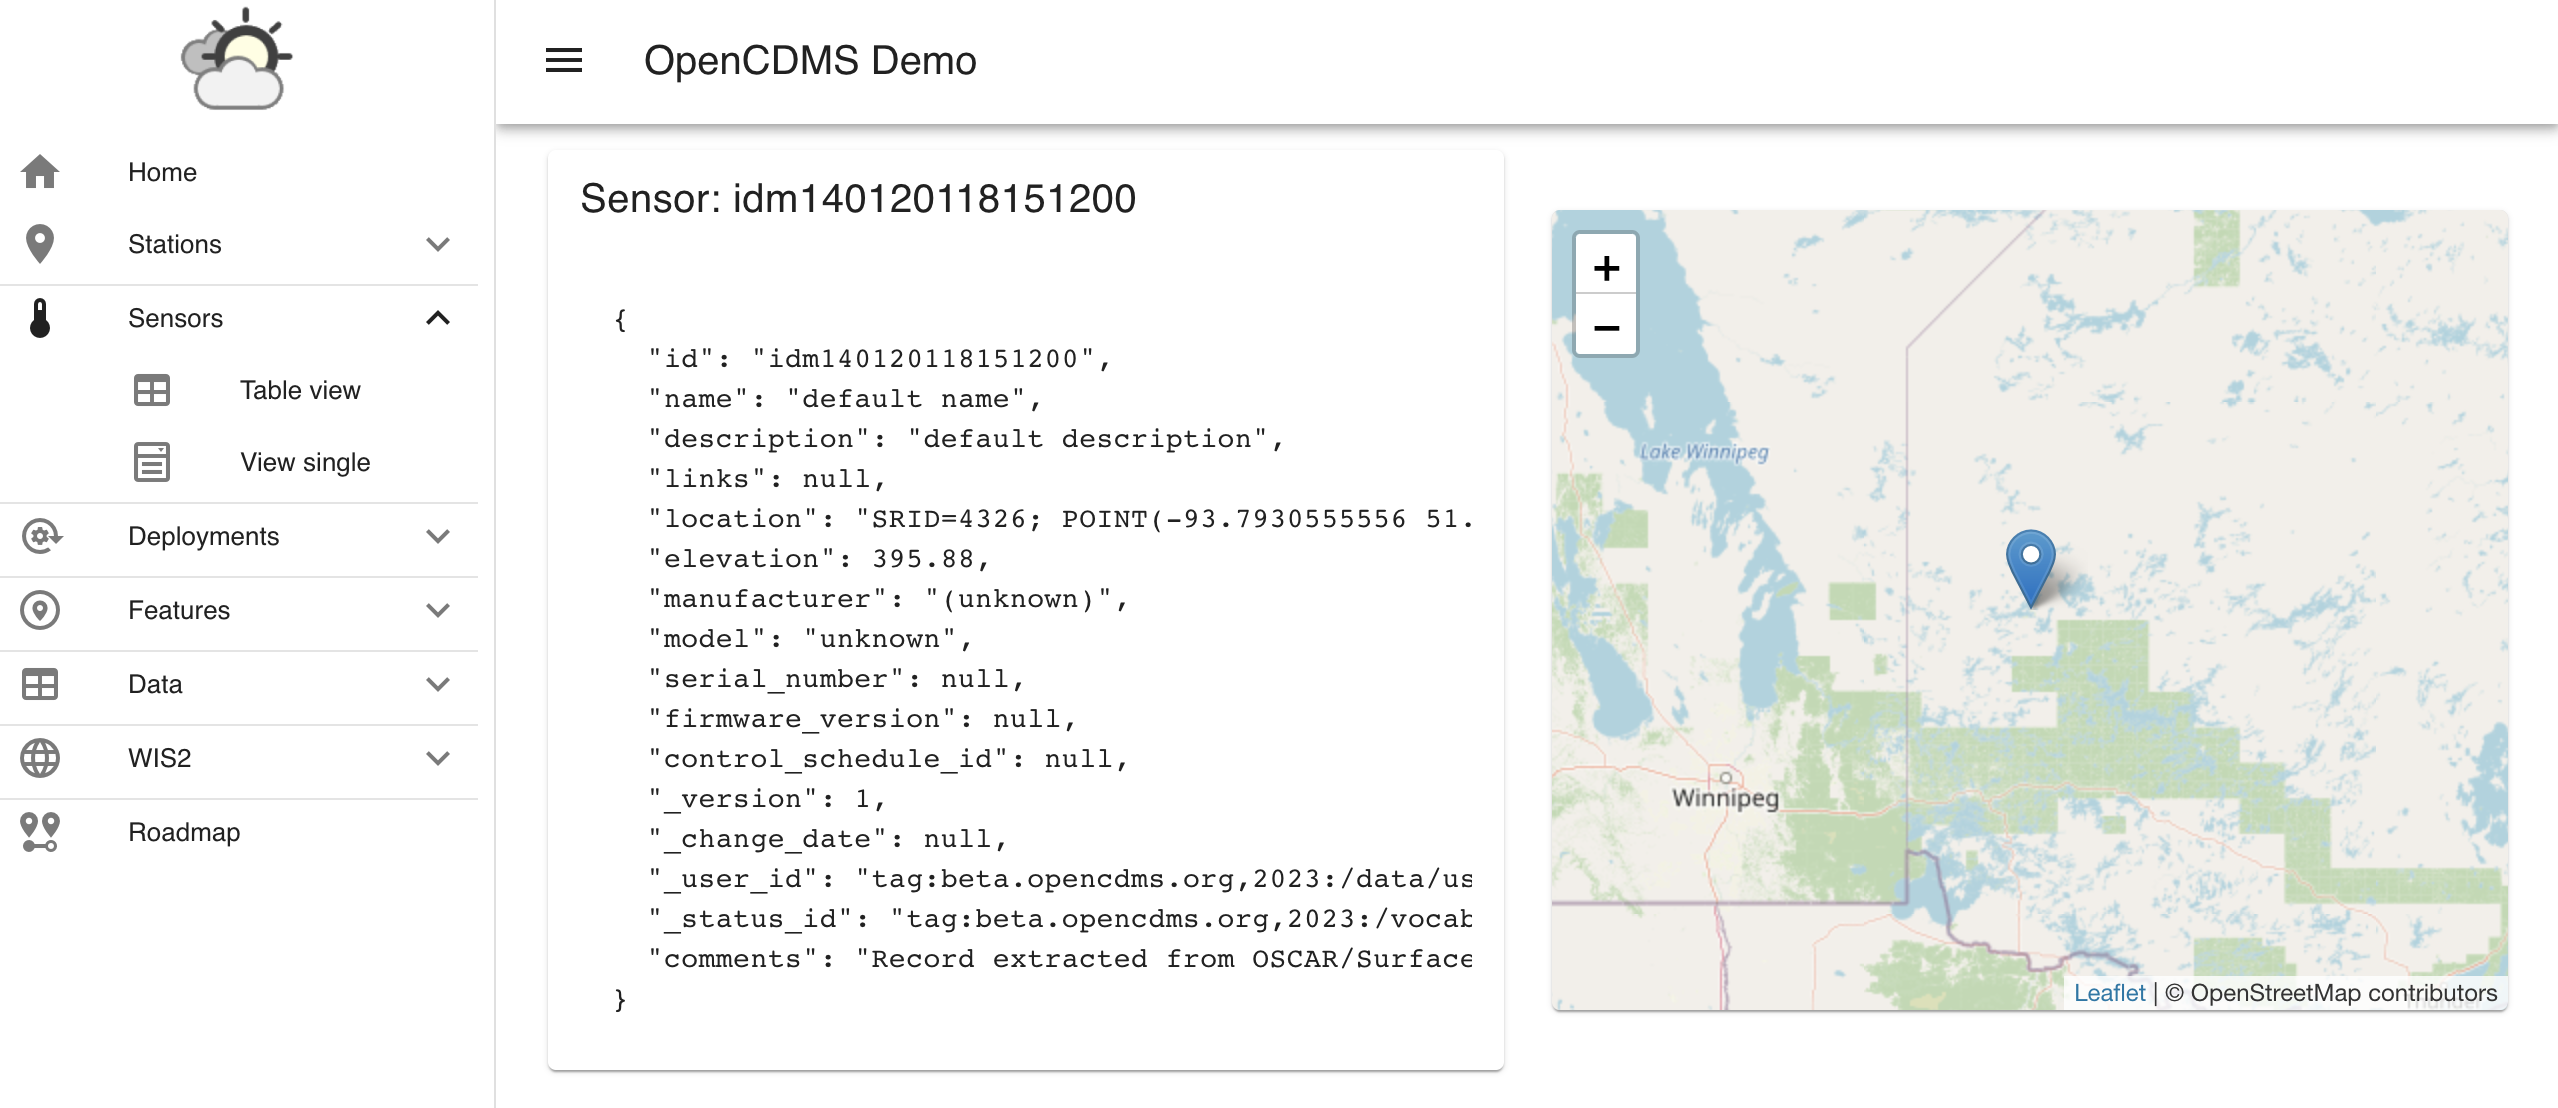 OpenCDMS Demo
Home
Stations
Sensors
Table view
View single
Deployments
Features
Data
WIS2
Roadmap
Sensor: idm140120118151200
{
"id": "idm140120118151200",
"name": "default name",
"description": "default description",
"links": null,
"location": "SRID=4326; POINT(-93.7930555556 51.
"elevation": 395.88,
"manufacturer": "(unknown)",
"model": "unknown",
"serial_number": null,
"firmware_version": null,
"control_schedule_id": null,
"_version": 1,
"_change_date": null,
"_user_id": "tag:beta.opencdms.org,2023:/data/us
"_status_id": "tag:beta.opencdms.org,2023:/vocab
"comments": "Record extracted from OSCAR/Surface
}
+
−
Lake Winnipeg
Winnipeg
Leaflet | © OpenStreetMap contributors